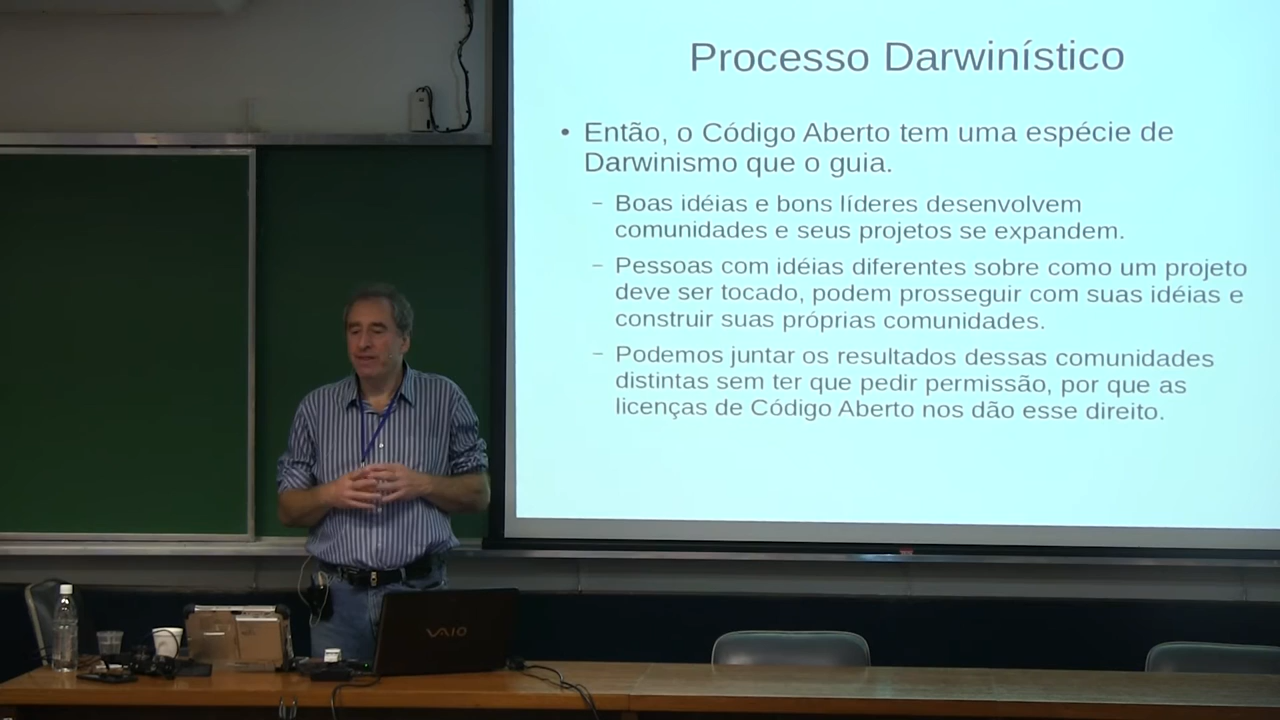 Processo Darwinístico
• Então, o Código Aberto tem uma espécie de
Darwinismo que o guia.
– Boas idéias e bons líderes desenvolvem
comunidades e seus projetos se expandem.
– Pessoas com idéias diferentes sobre como um projeto
deve ser tocado, podem prosseguir com suas idéias e
construir suas próprias comunidades.
– Podemos juntar os resultados dessas comunidades
distintas sem ter que pedir permissão, por que as
licenças de Código Aberto nos dão esse direito.
VAIO